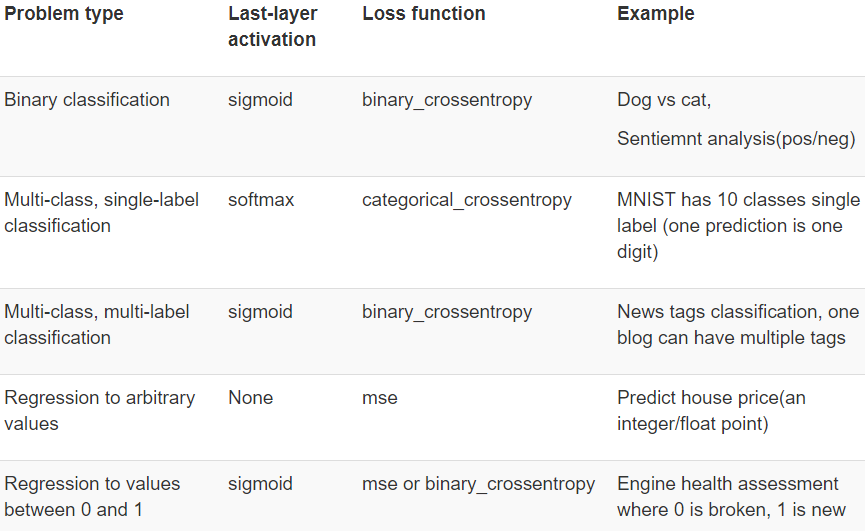 Problem type
Last-layer
activation
Loss function
Example
Binary classification
sigmoid
binary_crossentropy
Dog vs cat,
Sentiemnt analysis(pos/neg)
Multi-class, single-label
classification
softmax
categorical_crossentropy
MNIST has 10 classes single
label (one prediction is one
digit)
Multi-class, multi-label
classification
sigmoid
binary_crossentropy
News tags classification, one
blog can have multiple tags
Regression to arbitrary
values
None
mse
Predict house price(an
integer/float point)
Regression to values
between 0 and 1
sigmoid
mse or binary_crossentropy
Engine health assessment
where 0 is broken, 1 is new